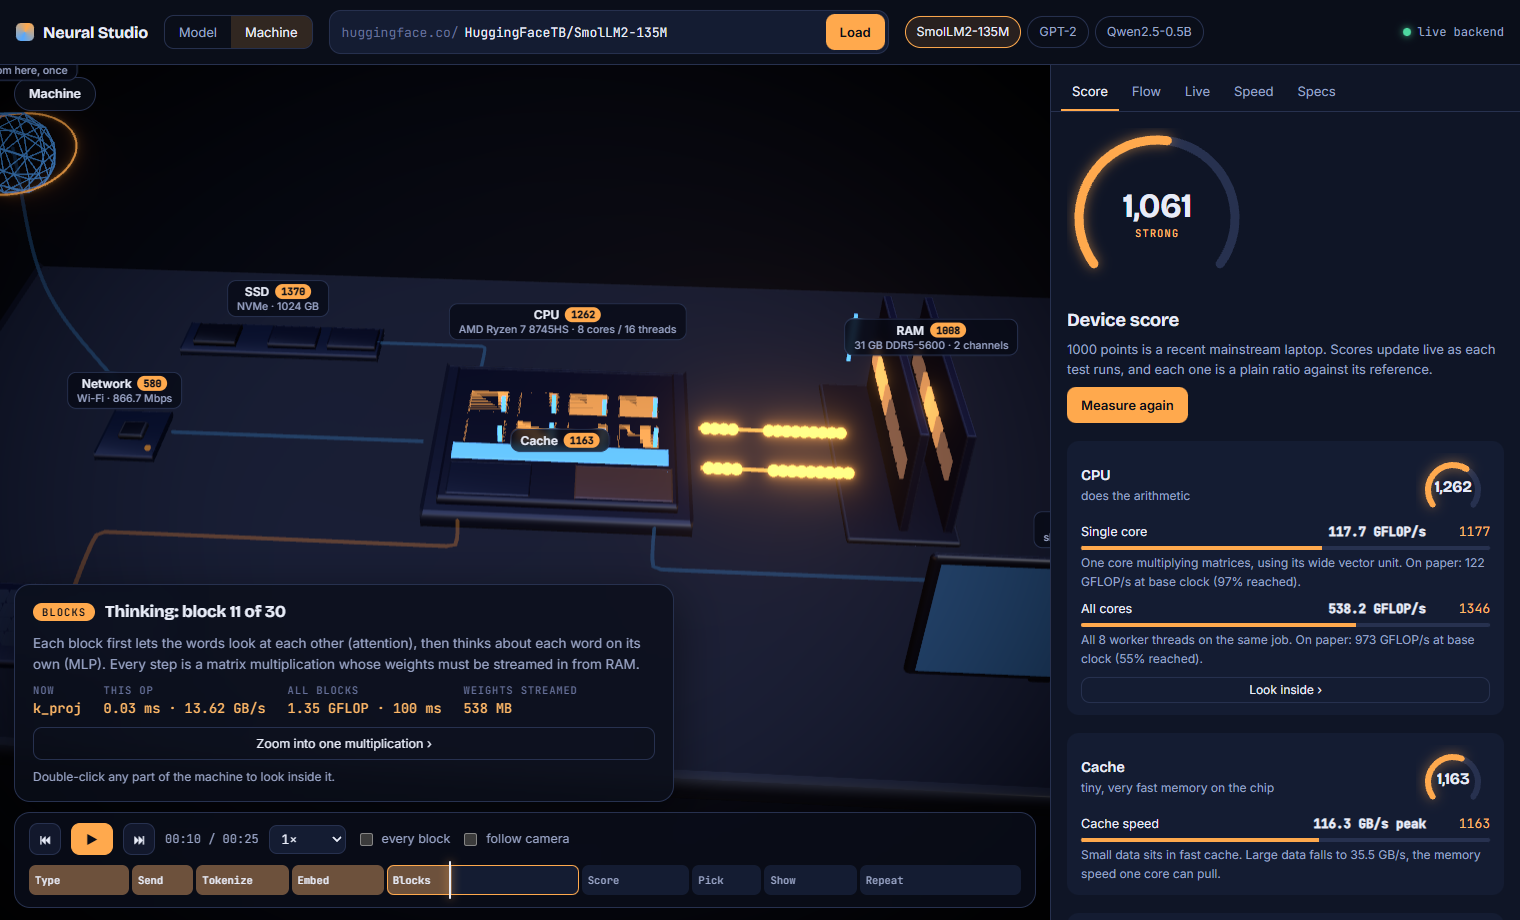 Neural Studio
Model
Machine
huggingface.co/ HuggingFaceTB/SmolLM2-135M
Load
SmolLM2-135M
GPT-2
Qwen2.5-0.5B
live backend
om here, once
Machine
SSD 1370
NVMe · 1024 GB
CPU 1262
AMD Ryzen 7 8745HS · 8 cores / 16 threads
RAM 1008
31 GB DDR5-5600 · 2 channels
Network 580
Wi-Fi · 866.7 Mbps
Cache 1163
s
BLOCKS
Thinking: block 11 of 30
Each block first lets the words look at each other (attention), then thinks about each word on its
own (MLP). Every step is a matrix multiplication whose weights must be streamed in from RAM.
NOW THIS OP ALL BLOCKS WEIGHTS STREAMED
k_proj 0.03 ms · 13.62 GB/s 1.35 GFLOP · 100 ms 538 MB
Zoom into one multiplication ›
Double-click any part of the machine to look inside it.
00:10 / 00:25
1×
every block
follow camera
Type
Send
Tokenize
Embed
Blocks
Score
Pick
Show
Repeat
Score
Flow
Live
Speed
Specs
1,061
STRONG
Device score
1000 points is a recent mainstream laptop. Scores update live as each
test runs, and each one is a plain ratio against its reference.
Measure again
CPU
does the arithmetic
1,262
Single core 117.7 GFLOP/s 1177
One core multiplying matrices, using its wide vector unit. On paper: 122
GFLOP/s at base clock (97% reached).
All cores 538.2 GFLOP/s 1346
All 8 worker threads on the same job. On paper: 973 GFLOP/s at base
clock (55% reached).
Look inside ›
Cache
tiny, very fast memory on the chip
1,163
Cache speed 116.3 GB/s peak 1163
Small data sits in fast cache. Large data falls to 35.5 GB/s, the memory
speed one core can pull.